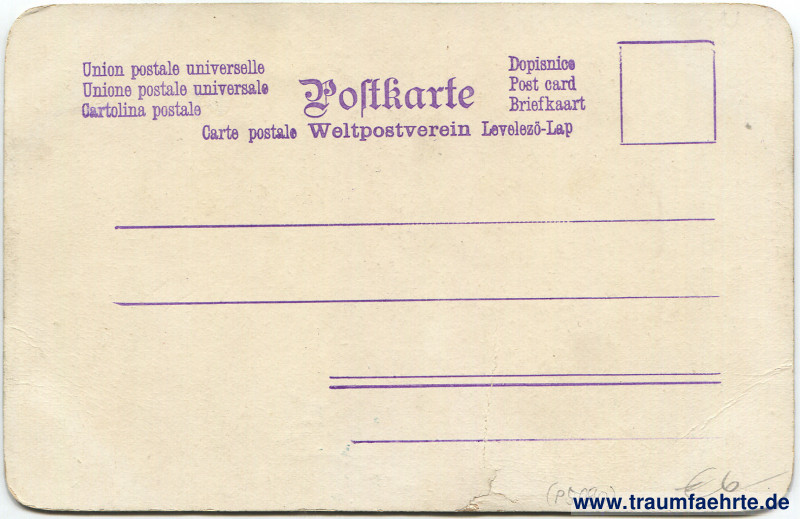 Union postale universelle
Unione postale universale
Cartolina postale
Postkarte
Dopisnice
Post card
Briefkaart
Carte postale Weltpostverein Levelező-Lap
www.traumfaehrte.de